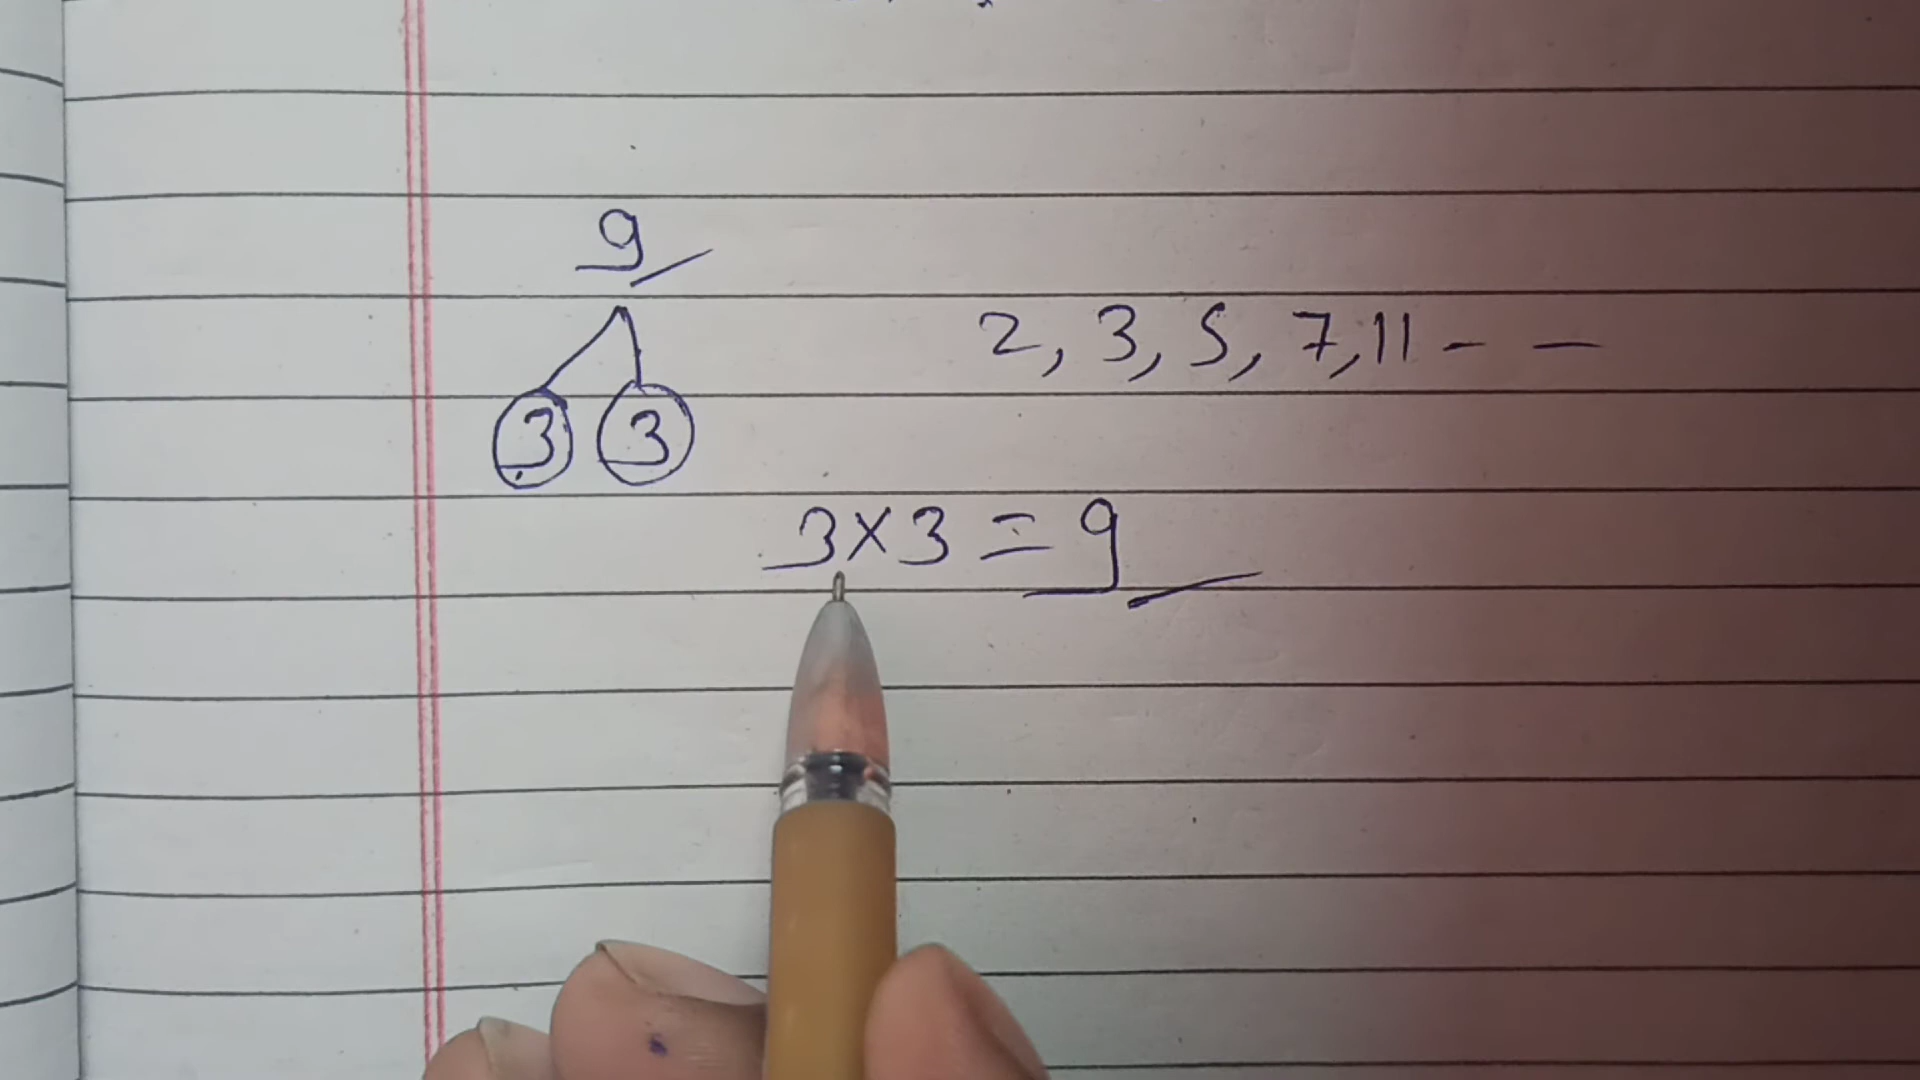 9
2, 3, 5, 7, 11 - -
3 3
3 × 3 = 9